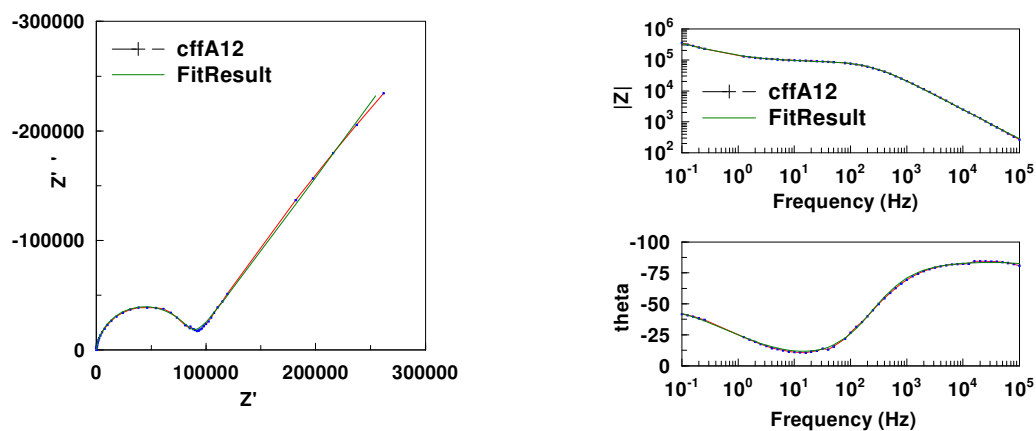 -300000
cffA12
FitResult
-200000
Z' '
-100000
0
0 100000 200000 300000
Z'
10^6
10^5
10^4
10^3
10^2
|Z|
cffA12
FitResult
10^-1 10^0 10^1 10^2 10^3 10^4 10^5
Frequency (Hz)
-100
-75
-50
-25
0
theta
10^-1 10^0 10^1 10^2 10^3 10^4 10^5
Frequency (Hz)